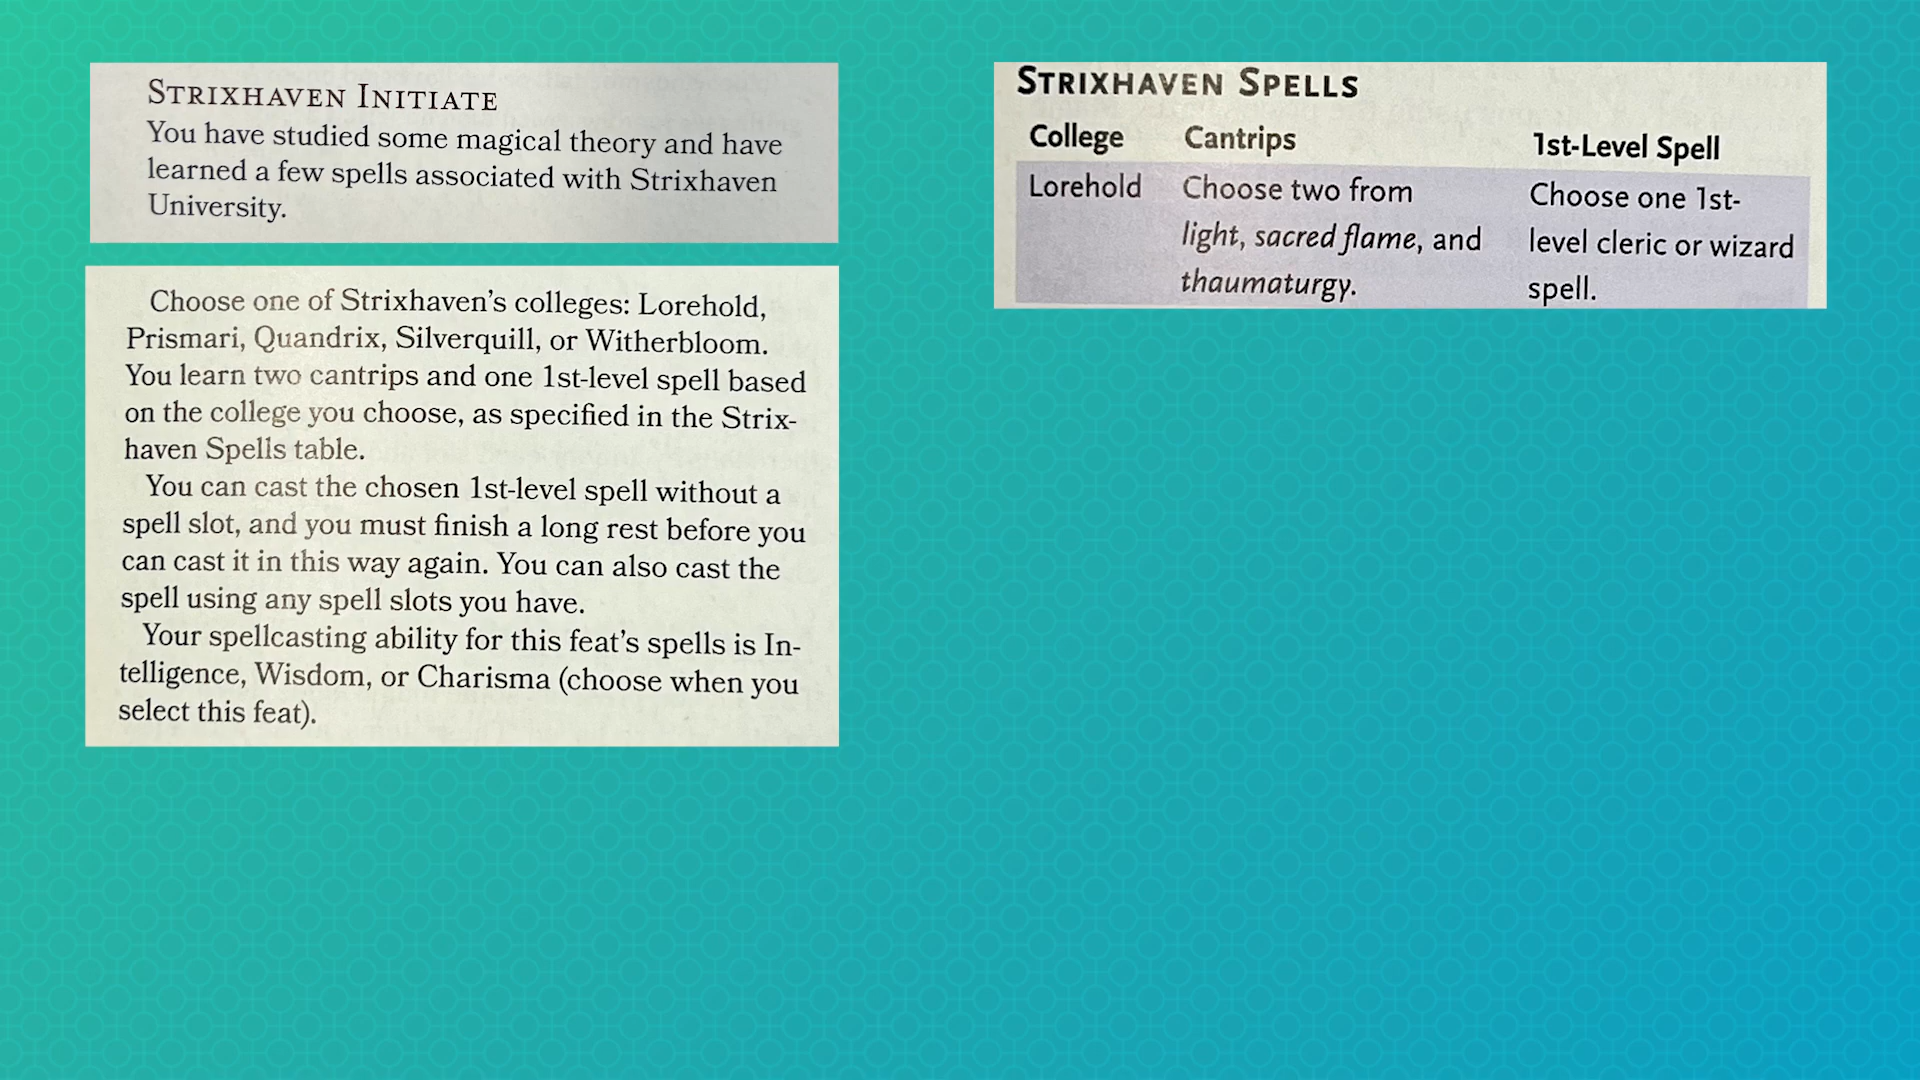 STRIXHAVEN INITIATE
You have studied some magical theory and have
learned a few spells associated with Strixhaven
University.
Choose one of Strixhaven's colleges: Lorehold,
Prismari, Quandrix, Silverquill, or Witherbloom.
You learn two cantrips and one 1st-level spell based
on the college you choose, as specified in the Strix-
haven Spells table.
You can cast the chosen 1st-level spell without a
spell slot, and you must finish a long rest before you
can cast it in this way again. You can also cast the
spell using any spell slots you have.
Your spellcasting ability for this feat's spells is In-
telligence, Wisdom, or Charisma (choose when you
select this feat).
STRIXHAVEN SPELLS
College Cantrips 1st-Level Spell
Lorehold Choose two from Choose one 1st-
light, sacred flame, and level cleric or wizard
thaumaturgy. spell.